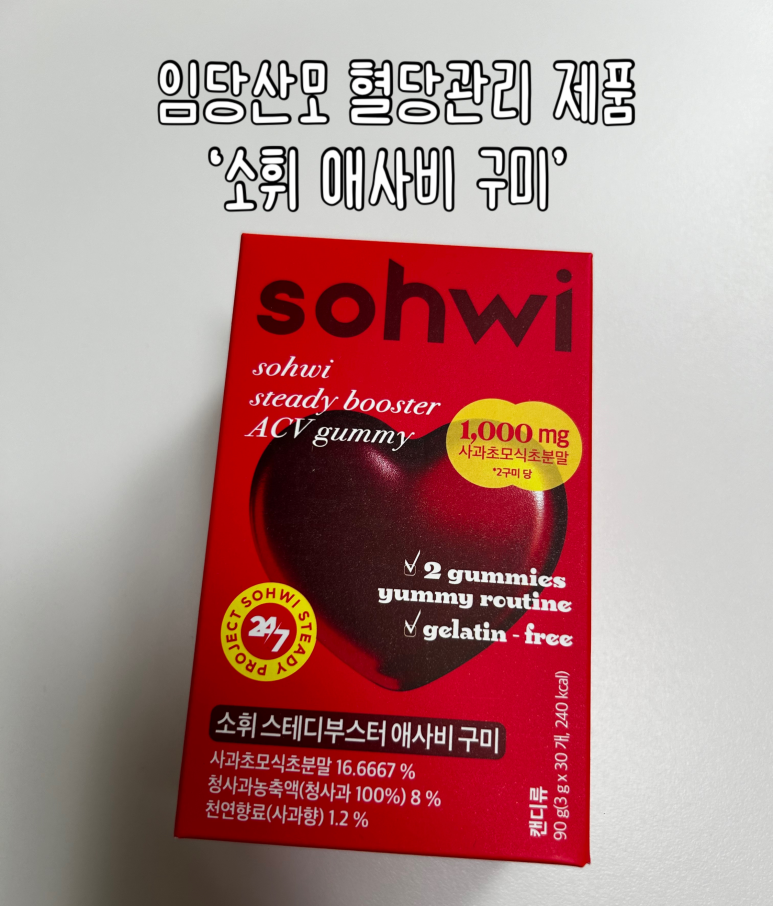 임당산모 혈당관리 제품
‘소휘 애사비 구미’
sohwi
sohwi
steady booster
ACV gummy
1,000 mg
사과초모식초분말
*2구미 당
2 gummies
yummy routine
gelatin - free
SOHWI STEADY PROJECT
24/7
소휘 스테디부스터 애사비 구미
사과초모식초분말 16.6667 %
청사과농축액(청사과 100%) 8 %
천연향료(사과향) 1.2 %
캔디류
90 g(3 g x 30 개, 240 kcal)